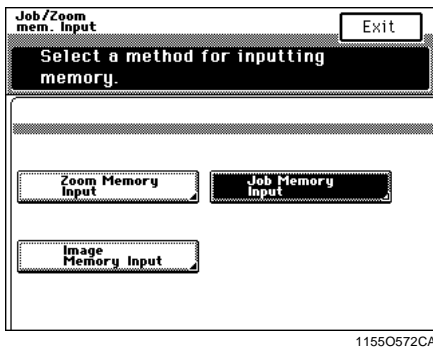 Job/Zoom
mem. Input
Exit
Select a method for inputting
memory.
Zoom Memory
Input
Job Memory
Input
Image
Memory Input
1155O572CA